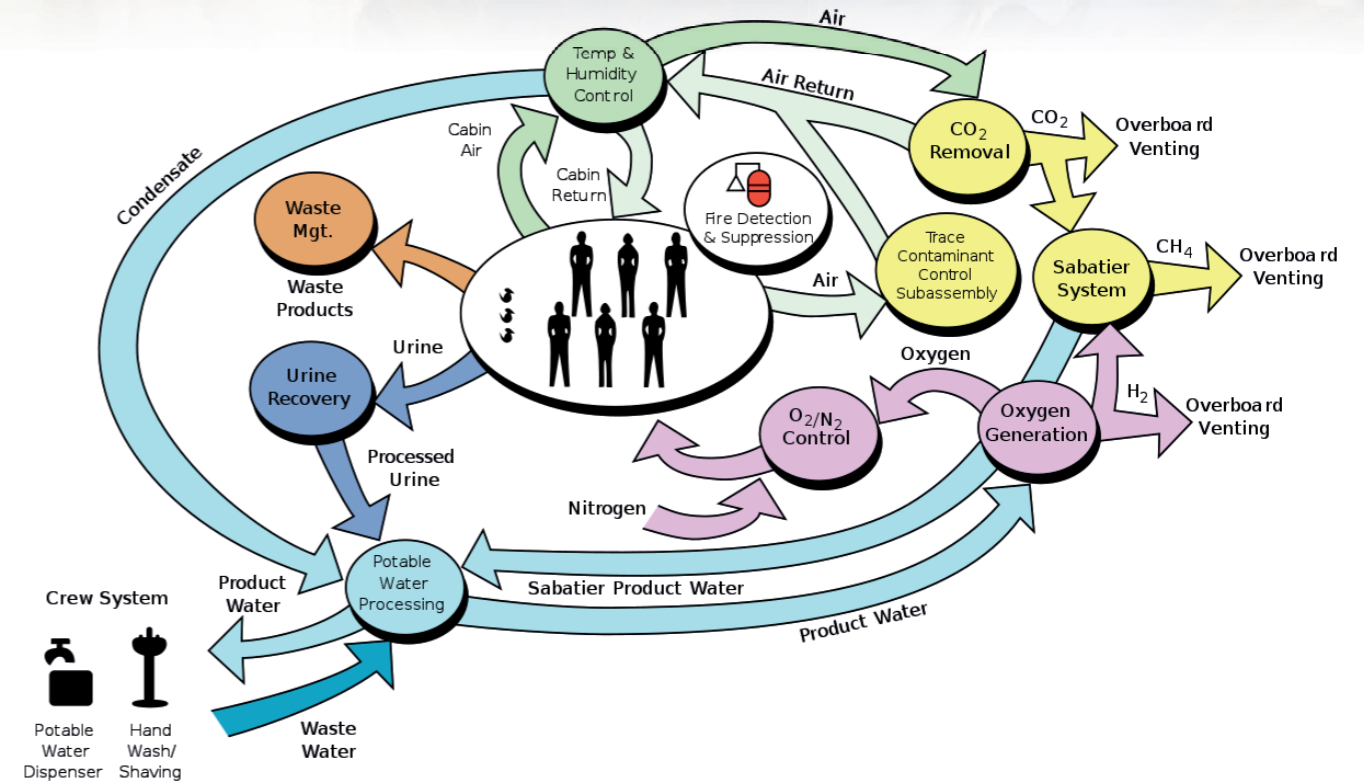 Air
Temp &
Humidity
Control
Air Return
Cabin
Air
CO2
Removal
CO2
Overboard
Venting
Condensate
Cabin
Return
Waste
Mgt.
Fire Detection
& Suppression
Trace
Contaminant
Control
Subassembly
Sabatier
System
CH4
Overboard
Venting
Waste
Products
Air
Urine
Oxygen
Urine
Recovery
O2/N2
Control
Oxygen
Generation
H2
Overboard
Venting
Processed
Urine
Nitrogen
Potable
Water
Processing
Product
Water
Sabatier Product Water
Product Water
Crew System
Waste
Water
Potable
Water
Dispenser
Hand
Wash/
Shaving